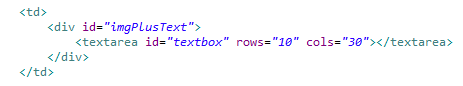 <td>
<div id="imgPlusText">
<textarea id="textbox" rows="10" cols="30"></textarea>
</div>
</td>